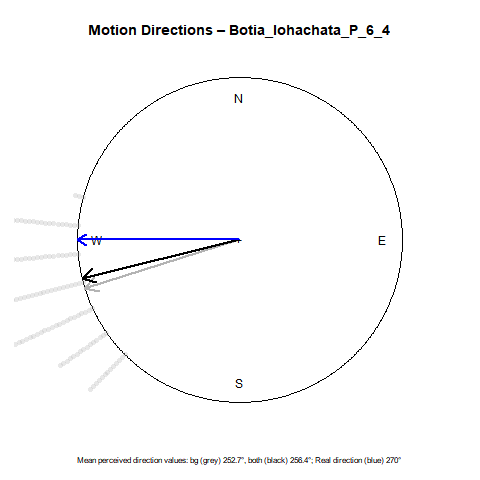 Motion Directions – Botia_lohachata_P_6_4
N
W
E
S
Mean perceived direction values: bg (grey) 252.7°, both (black) 256.4°; Real direction (blue) 270°